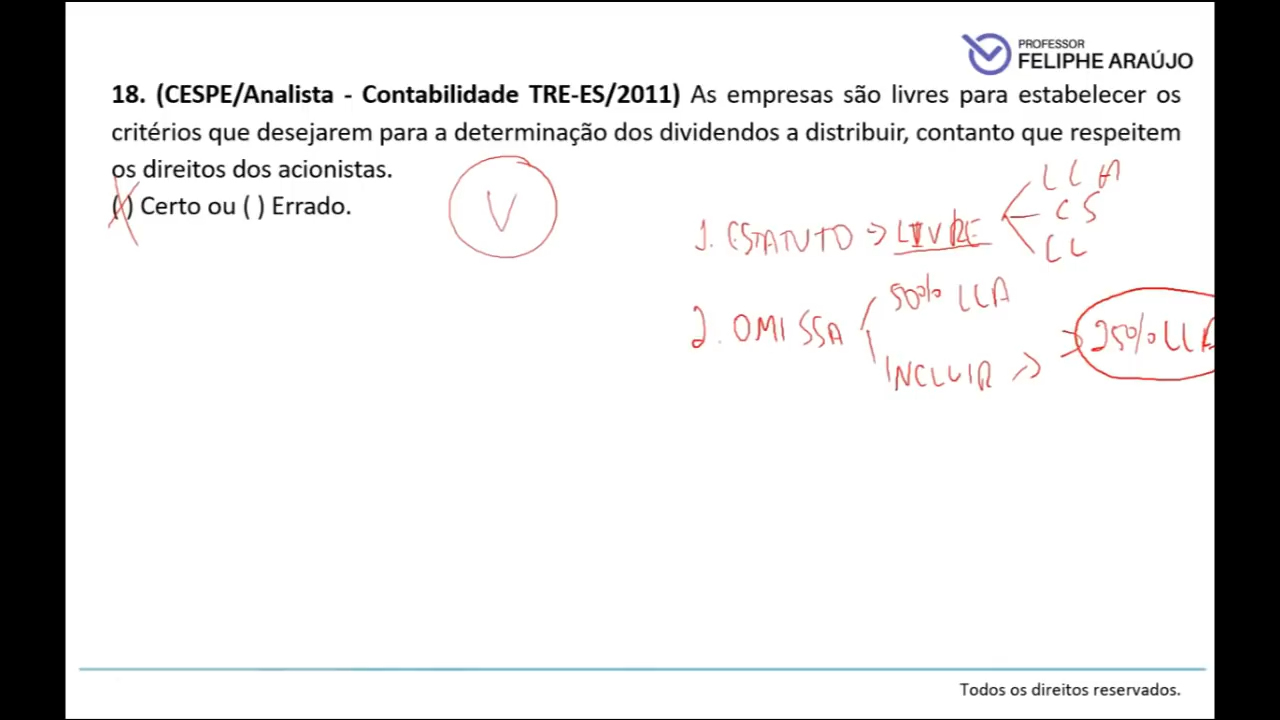 PROFESSOR
FELIPHE ARAÚJO
18. (CESPE/Analista - Contabilidade TRE-ES/2011) As empresas são livres para estabelecer os
critérios que desejarem para a determinação dos dividendos a distribuir, contanto que respeitem
os direitos dos acionistas.
( ) Certo ou ( ) Errado.
V
1. ESTATUTO → LIVRE
LLA
CS
LL
2. OMISSA
50% LLA
INCLUIR →
25% LLA
Todos os direitos reservados.